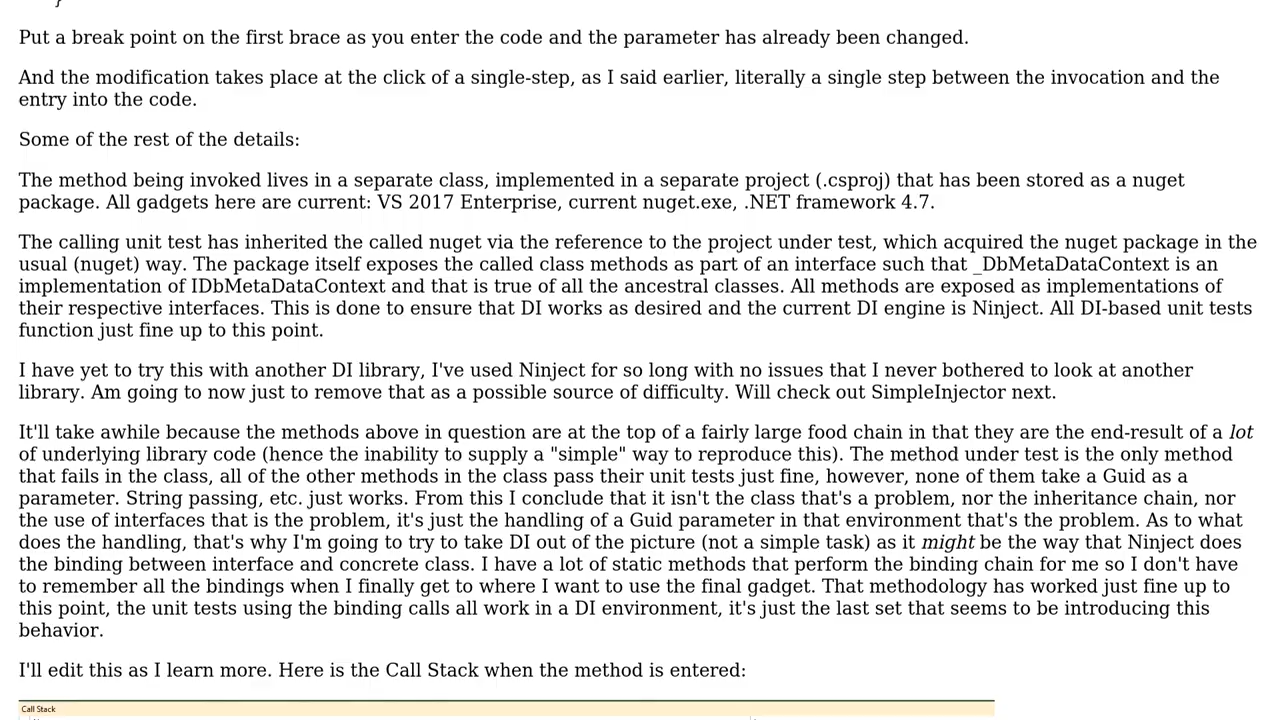 }
Put a break point on the first brace as you enter the code and the parameter has already been changed.
And the modification takes place at the click of a single-step, as I said earlier, literally a single step between the invocation and the
entry into the code.
Some of the rest of the details:
The method being invoked lives in a separate class, implemented in a separate project (.csproj) that has been stored as a nuget
package. All gadgets here are current: VS 2017 Enterprise, current nuget.exe, .NET framework 4.7.
The calling unit test has inherited the called nuget via the reference to the project under test, which acquired the nuget package in the
usual (nuget) way. The package itself exposes the called class methods as part of an interface such that _DbMetaDataContext is an
implementation of IDbMetaDataContext and that is true of all the ancestral classes. All methods are exposed as implementations of
their respective interfaces. This is done to ensure that DI works as desired and the current DI engine is Ninject. All DI-based unit tests
function just fine up to this point.
I have yet to try this with another DI library, I've used Ninject for so long with no issues that I never bothered to look at another
library. Am going to now just to remove that as a possible source of difficulty. Will check out SimpleInjector next.
It'll take awhile because the methods above in question are at the top of a fairly large food chain in that they are the end-result of a lot
of underlying library code (hence the inability to supply a "simple" way to reproduce this). The method under test is the only method
that fails in the class, all of the other methods in the class pass their unit tests just fine, however, none of them take a Guid as a
parameter. String passing, etc. just works. From this I conclude that it isn't the class that's a problem, nor the inheritance chain, nor
the use of interfaces that is the problem, it's just the handling of a Guid parameter in that environment that's the problem. As to what
does the handling, that's why I'm going to try to take DI out of the picture (not a simple task) as it might be the way that Ninject does
the binding between interface and concrete class. I have a lot of static methods that perform the binding chain for me so I don't have
to remember all the bindings when I finally get to where I want to use the final gadget. That methodology has worked just fine up to
this point, the unit tests using the binding calls all work in a DI environment, it's just the last set that seems to be introducing this
behavior.
I'll edit this as I learn more. Here is the Call Stack when the method is entered:
Call Stack